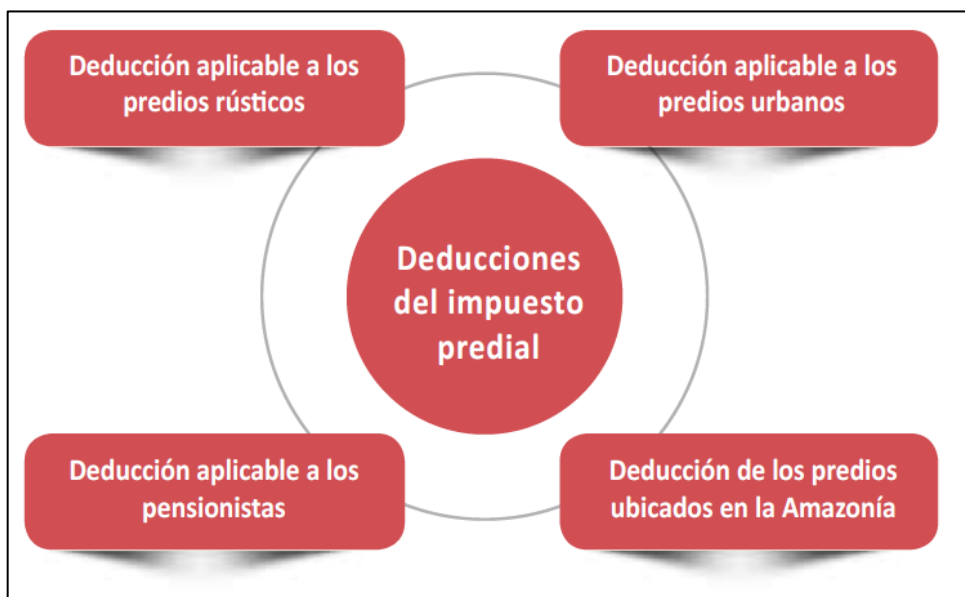 Deducción aplicable a los
predios rústicos
Deducción aplicable a los
predios urbanos
Deducciones
del impuesto
predial
Deducción aplicable a los
pensionistas
Deducción de los predios
ubicados en la Amazonía